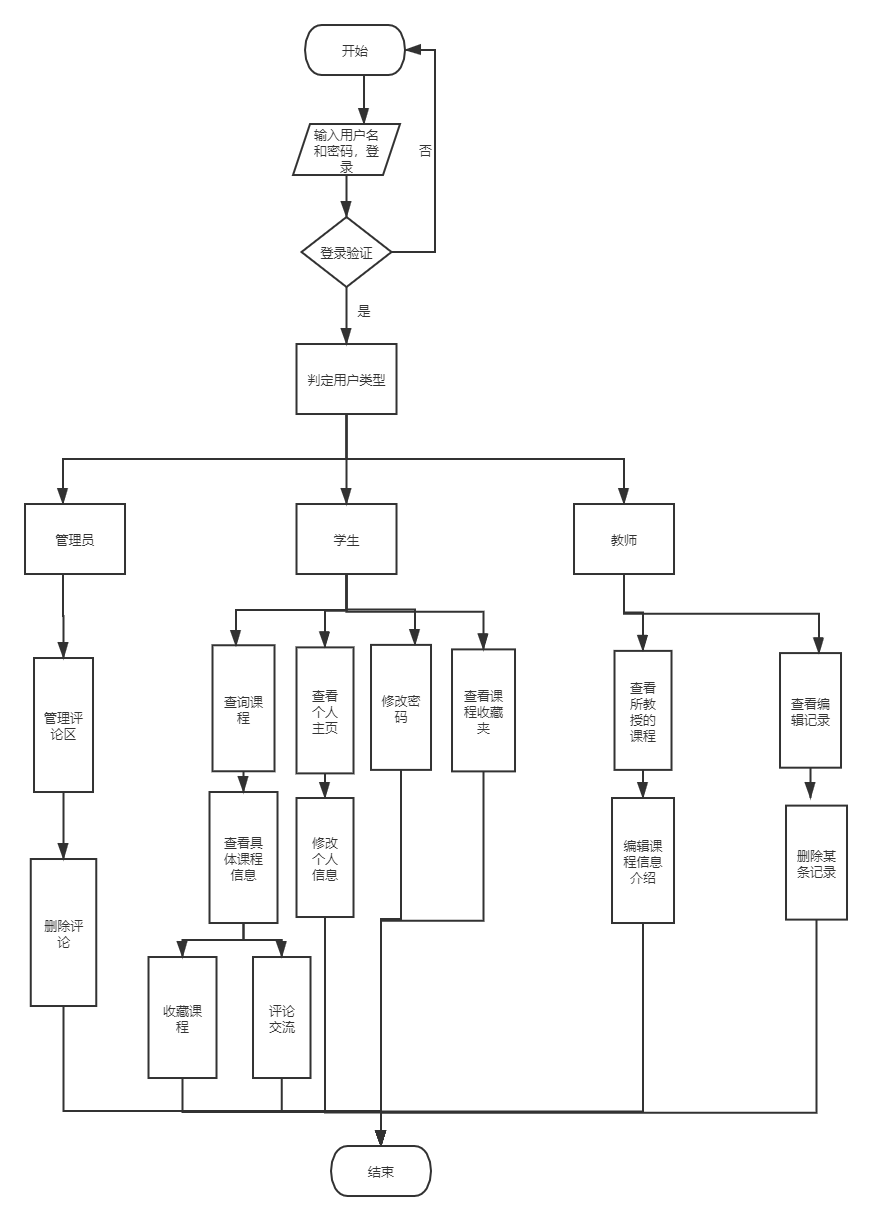 开始
输入用户名
和密码，登
录
否
登录验证
是
判定用户类型
管理员
学生
教师
查询课
程
查看
个人
主页
修改密
码
查看课
程收藏
夹
查看
所教
授的
课程
查看编
辑记录
管理评
论区
查看具
体课程
信息
修改
个人
信息
编辑课
程信息
介绍
删除某
条记录
删除评
论
收藏课
程
评论
交流
结束